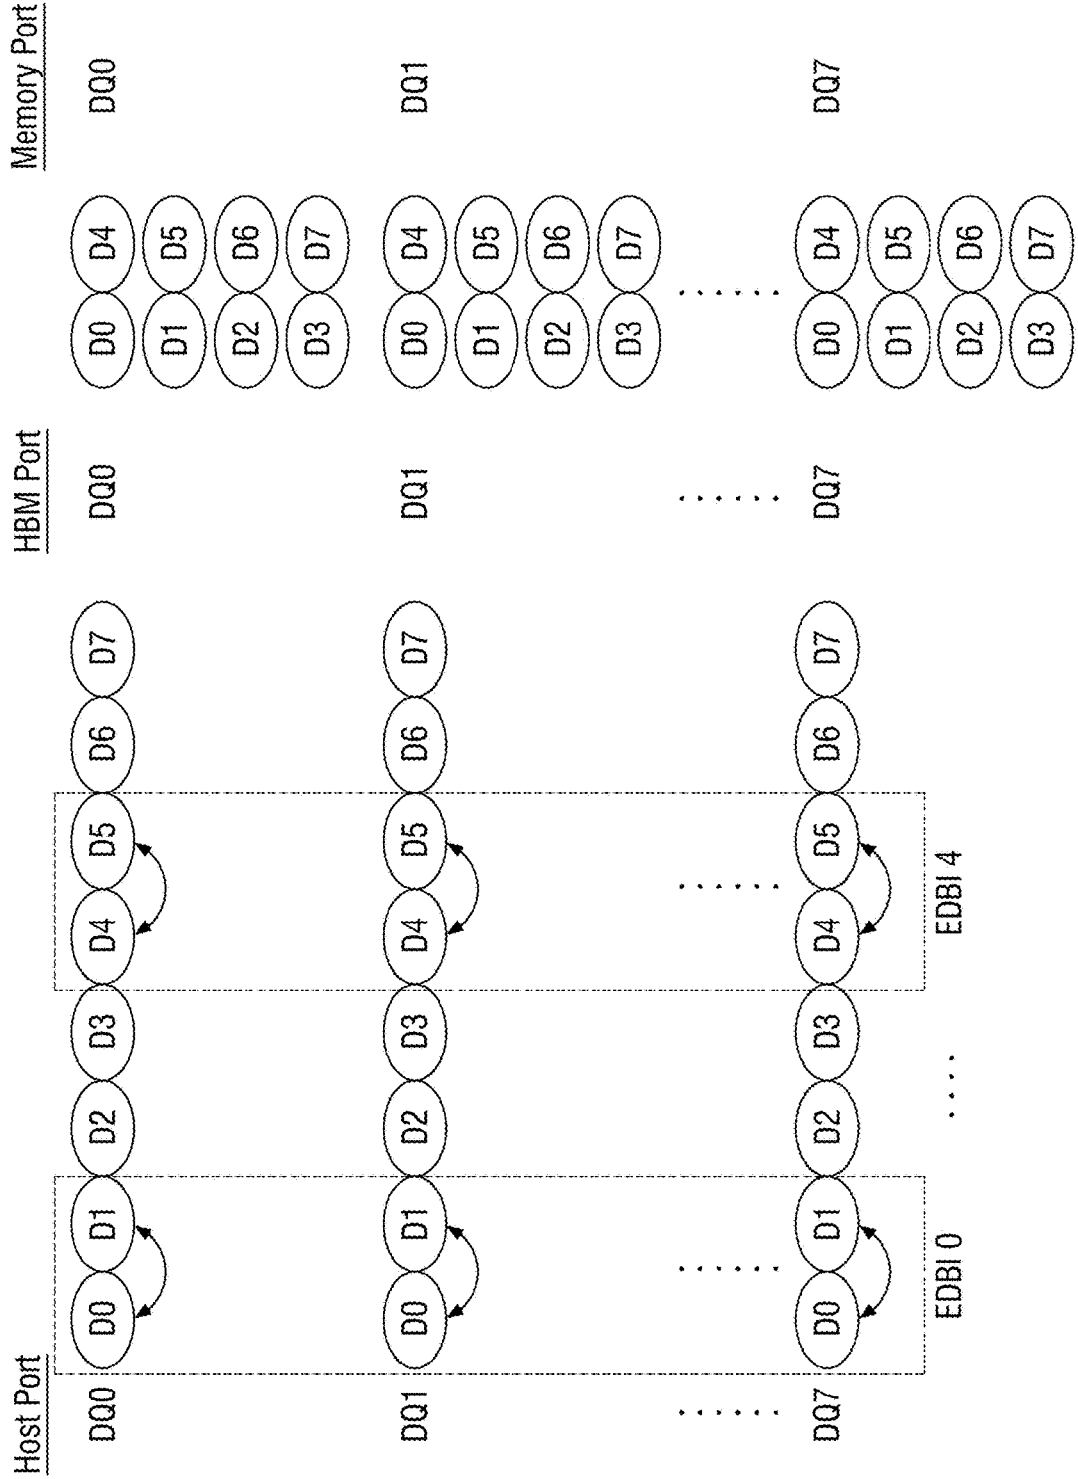 Host Port HBM Port Memory Port
DQ0 D0 D1 D2 D3 D4 D5 D6 D7 DQ0 D0 D4 DQ0
D1 D5
D2 D6
D3 D7
DQ1 D0 D1 D2 D3 D4 D5 D6 D7 DQ1 D0 D4 DQ1
D1 D5
D2 D6
D3 D7
DQ7 D0 D1 D2 D3 D4 D5 D6 D7 DQ7 D0 D4 DQ7
D1 D5
D2 D6
D3 D7
EDBI 0 .... EDBI 4